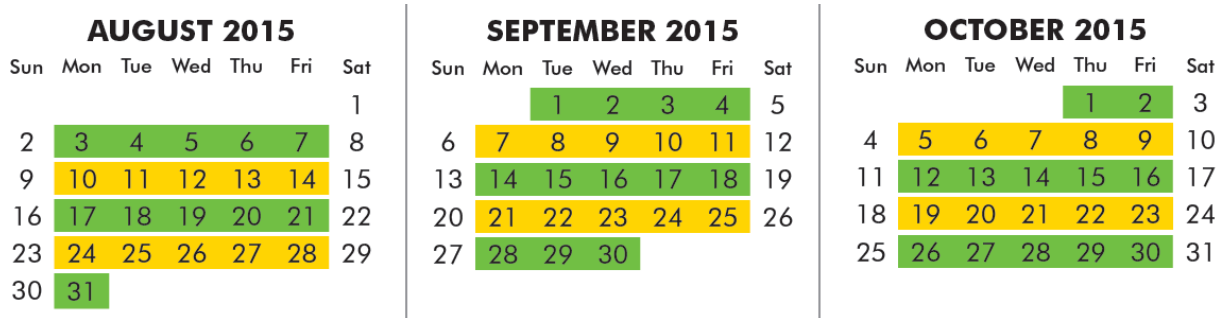 AUGUST 2015
Sun Mon Tue Wed Thu Fri Sat
1
2 3 4 5 6 7 8
9 10 11 12 13 14 15
16 17 18 19 20 21 22
23 24 25 26 27 28 29
30 31
SEPTEMBER 2015
Sun Mon Tue Wed Thu Fri Sat
1 2 3 4 5
6 7 8 9 10 11 12
13 14 15 16 17 18 19
20 21 22 23 24 25 26
27 28 29 30
OCTOBER 2015
Sun Mon Tue Wed Thu Fri Sat
1 2 3
4 5 6 7 8 9 10
11 12 13 14 15 16 17
18 19 20 21 22 23 24
25 26 27 28 29 30 31